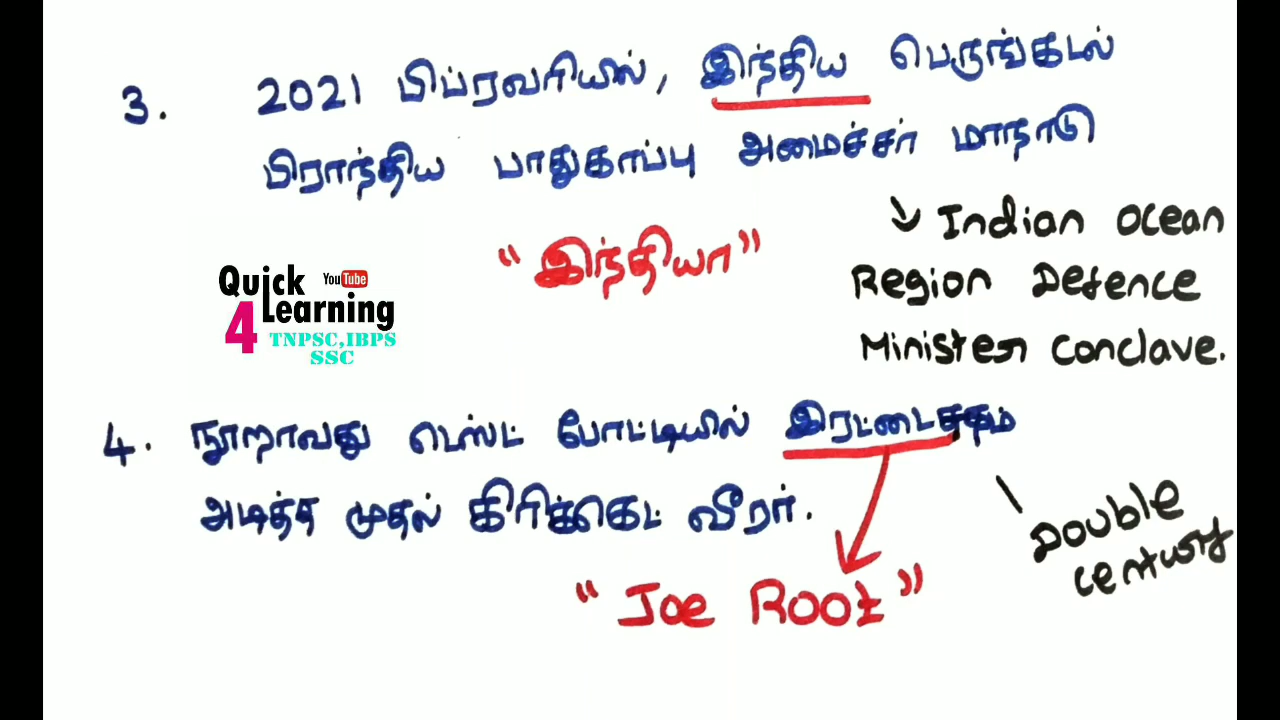 3. 2021 பிப்ரவரியில், இந்திய பெருங்கடல்
பிராந்திய பாதுகாப்பு அமைச்சர் மாநாடு
Indian Ocean
"இந்தியா"
Region Defence
Minister Conclave.
Quick YouTube
4 Learning
TNPSC,IBPS
SSC
4. நூறாவது டெஸ்ட் போட்டியில் இரட்டைசதம்
அடித்த முதல் கிரிக்கெட் வீரர்.
Double
century
"Joe Root"